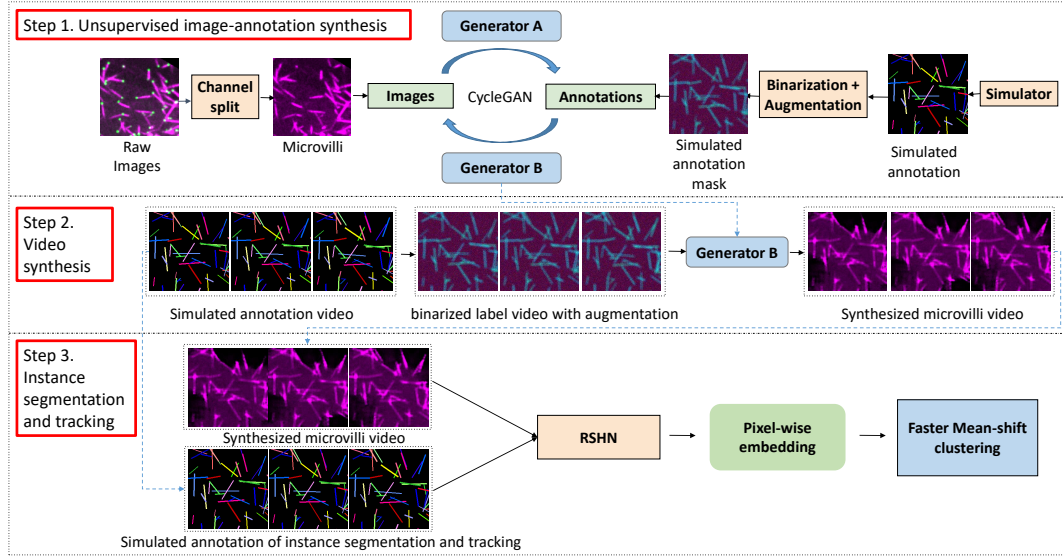 Step 1. Unsupervised image-annotation synthesis
Generator A
Channel
split
Images
CycleGAN
Annotations
Binarization +
Augmentation
Simulator
Raw
Images
Microvilli
Simulated
annotation
mask
Simulated
annotation
Generator B
Step 2.
Video
synthesis
Generator B
Simulated annotation video
binarized label video with augmentation
Synthesized microvilli video
Step 3.
Instance
segmentation
and tracking
Synthesized microvilli video
RSHN
Pixel-wise
embedding
Faster Mean-shift
clustering
Simulated annotation of instance segmentation and tracking